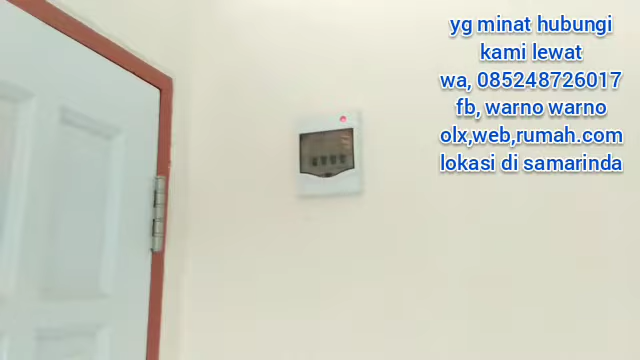 yg minat hubungi
kami lewat
wa, 085248726017
fb, warno warno
olx,web,rumah.com
lokasi di samarinda